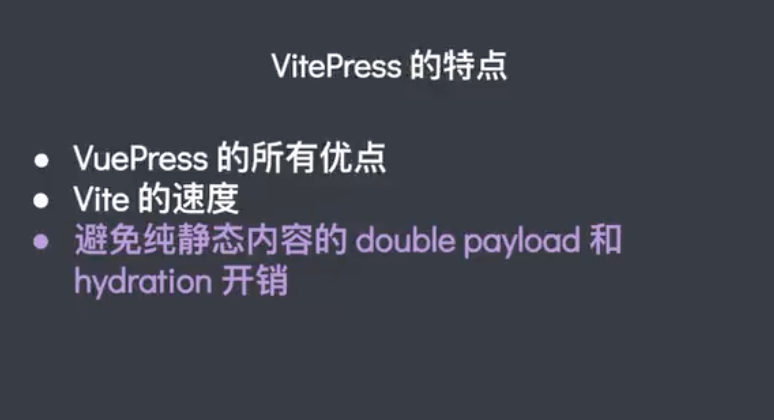 VitePress 的特点
● VuePress 的所有优点
● Vite 的速度
● 避免纯静态内容的 double payload 和
hydration 开销